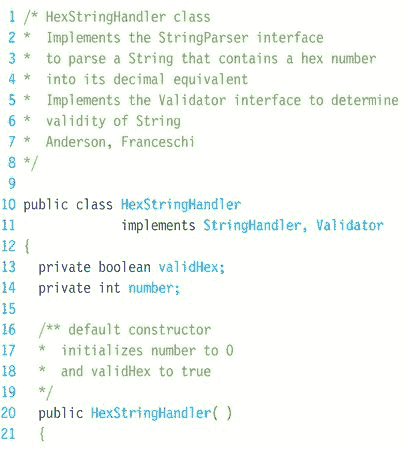 1 /* HexStringHandler class
2 *  Implements the StringParser interface
3 *  to parse a String that contains a hex number
4 *  into its decimal equivalent
5 *  Implements the Validator interface to determine
6 *  validity of String
7 *  Anderson, Franceschi
8 */
9
10 public class HexStringHandler
11              implements StringHandler, Validator
12 {
13   private boolean validHex;
14   private int number;
15
16   /** default constructor
17   *  initializes number to 0
18   *  and validHex to true
19   */
20   public HexStringHandler( )
21   {